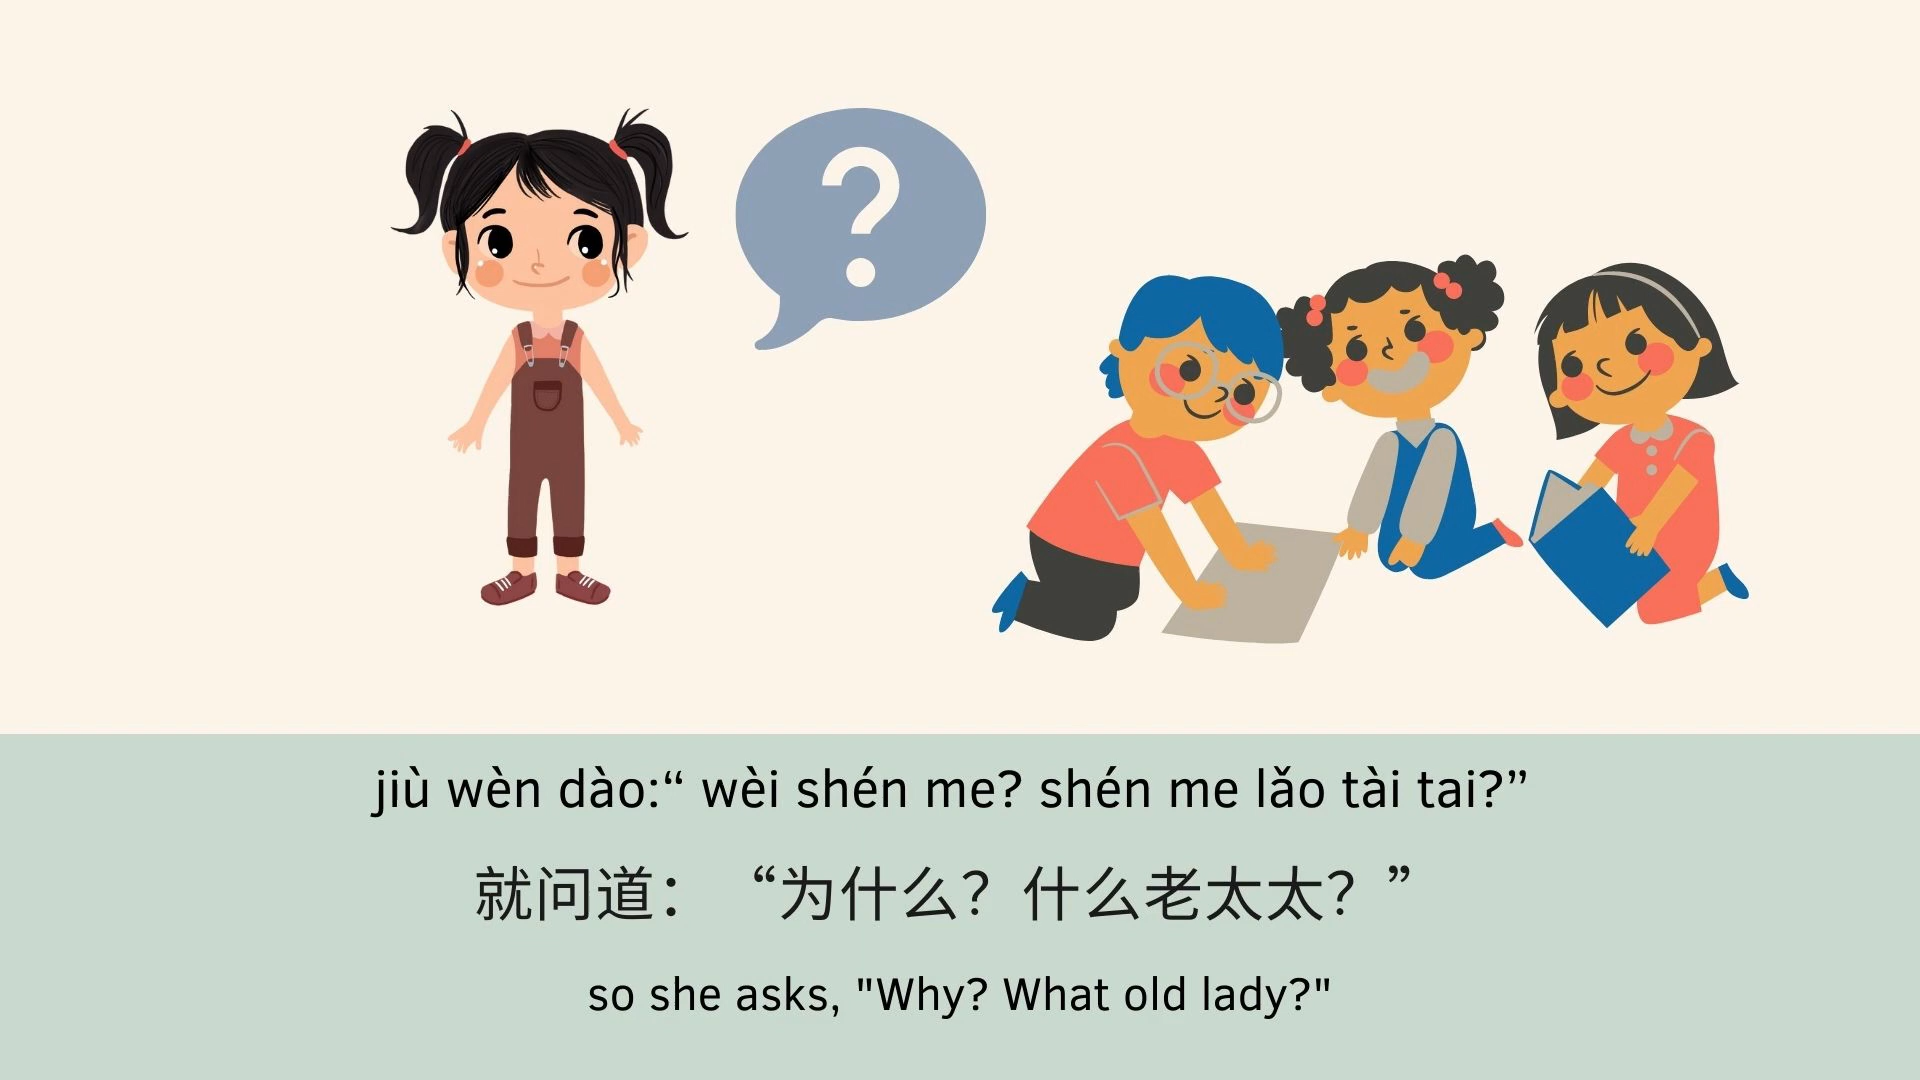 ?
jiù wèn dào:“ wèi shén me? shén me lǎo tài tai?”
就问道：“为什么？什么老太太？”
so she asks, "Why? What old lady?"